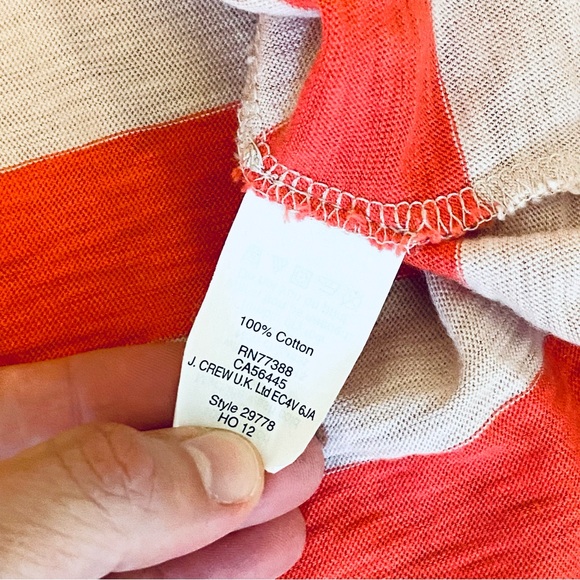 100% Cotton
RN77388
CA56445
J. CREW U.K. Ltd EC4V 6JA
Style 29778
HO 12